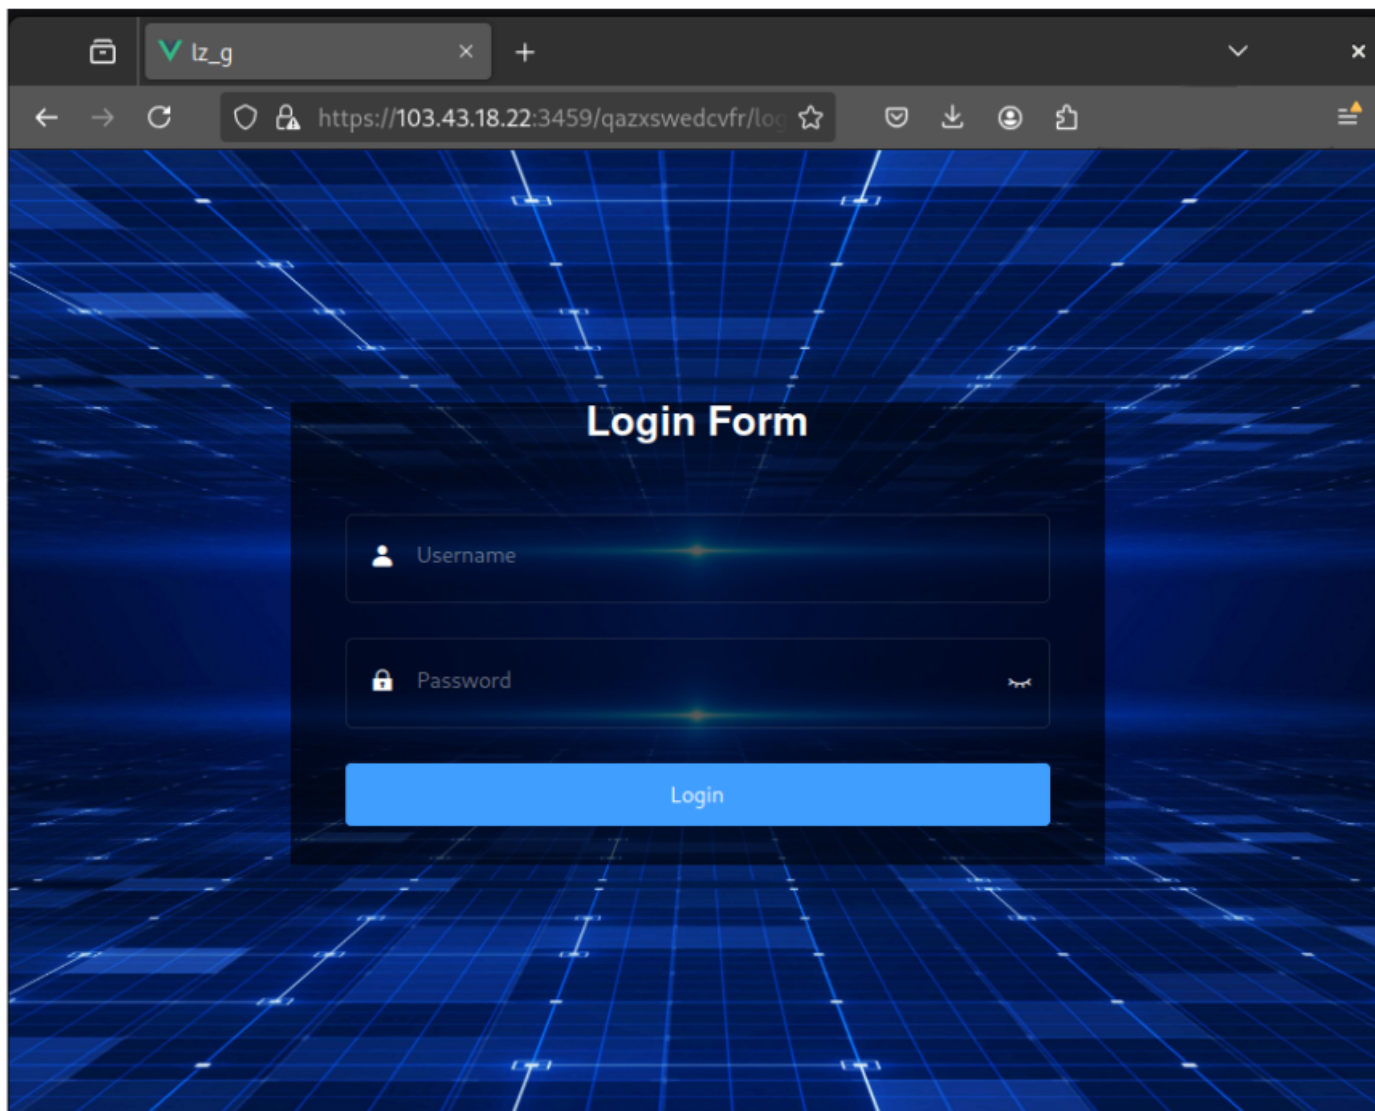 lz_g
https://103.43.18.22:3459/qazxswedcvfr/log
Login Form
Username
Password
Login